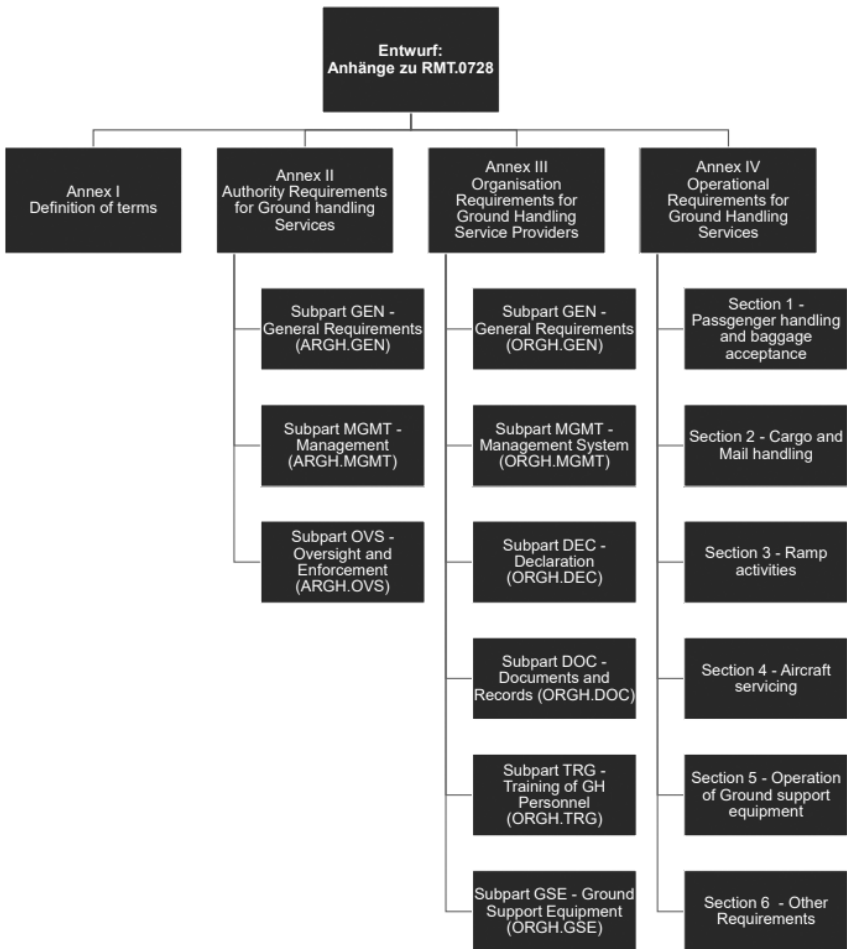 Entwurf:
Anhänge zu RMT.0728
Annex I
Definition of terms
Annex II
Authority Requirements
for Ground handling
Services
Annex III
Organisation
Requirements for
Ground Handling
Service Providers
Annex IV
Operational
Requirements for
Ground Handling
Services
Subpart GEN -
General Requirements
(ARGH.GEN)
Subpart MGMT -
Management
(ARGH.MGMT)
Subpart OVS -
Oversight and
Enforcement
(ARGH.OVS)
Subpart GEN -
General Requirements
(ORGH.GEN)
Subpart MGMT -
Management System
(ORGH.MGMT)
Subpart DEC -
Declaration
(ORGH.DEC)
Subpart DOC -
Documents and
Records (ORGH.DOC)
Subpart TRG -
Training of GH
Personnel
(ORGH.TRG)
Subpart GSE - Ground
Support Equipment
(ORGH.GSE)
Section 1 -
Passgenger handling
and baggage
acceptance
Section 2 - Cargo and
Mail handling
Section 3 - Ramp
activities
Section 4 - Aircraft
servicing
Section 5 - Operation
of Ground support
equipment
Section 6 - Other
Requirements